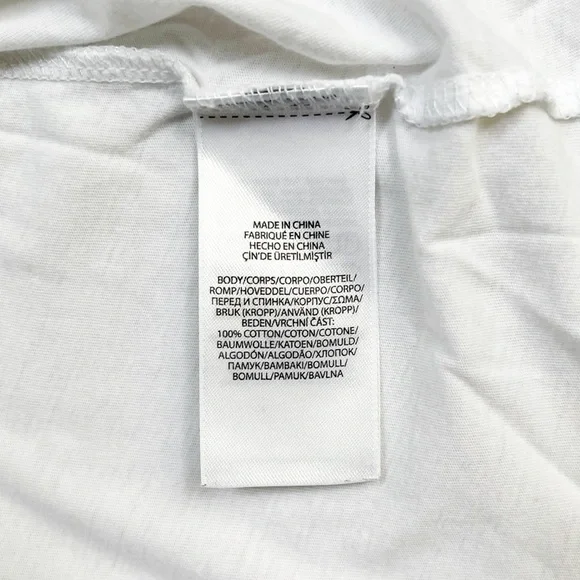 MADE IN CHINA
FABRIQUÉ EN CHINE
HECHO EN CHINA
ÇİN'DE ÜRETİLMİŞTİR
BODY/CORPS/CORPO/OBERTEIL/
ROMP/HOVEDDEL/CUERPO/CORPO/
ПЕРЕД И СПИНКА/КОРПУС/ΣΩΜΑ/
BRUK (KROPP)/ANVÄND (KROPP)/
BEDEN/VRCHNÍ ČÁST:
100% COTTON/COTON/COTONE/
BAUMWOLLE/KATOEN/BOMULD/
ALGODÓN/ALGODÃO/ХЛОПОК/
ПАМУК/BAMBAKI/BOMULL/
BOMULL/PAMUK/BAVLNA